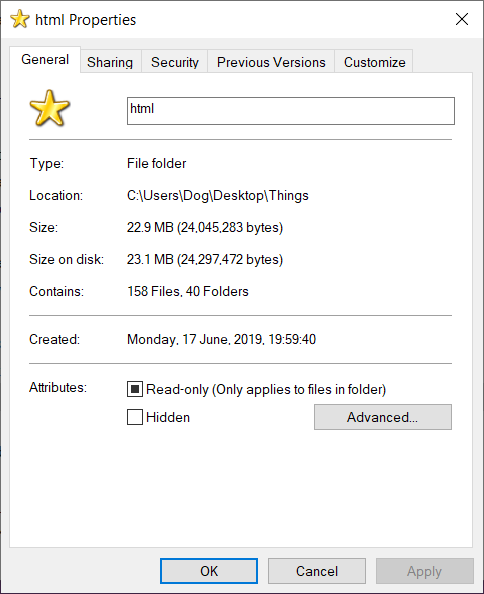 html Properties
General Sharing Security Previous Versions Customize
html
Type: File folder
Location: C:\Users\Dog\Desktop\Things
Size: 22.9 MB (24,045,283 bytes)
Size on disk: 23.1 MB (24,297,472 bytes)
Contains: 158 Files, 40 Folders
Created: Monday, 17 June, 2019, 19:59:40
Attributes: Read-only (Only applies to files in folder)
Hidden Advanced...
OK Cancel Apply